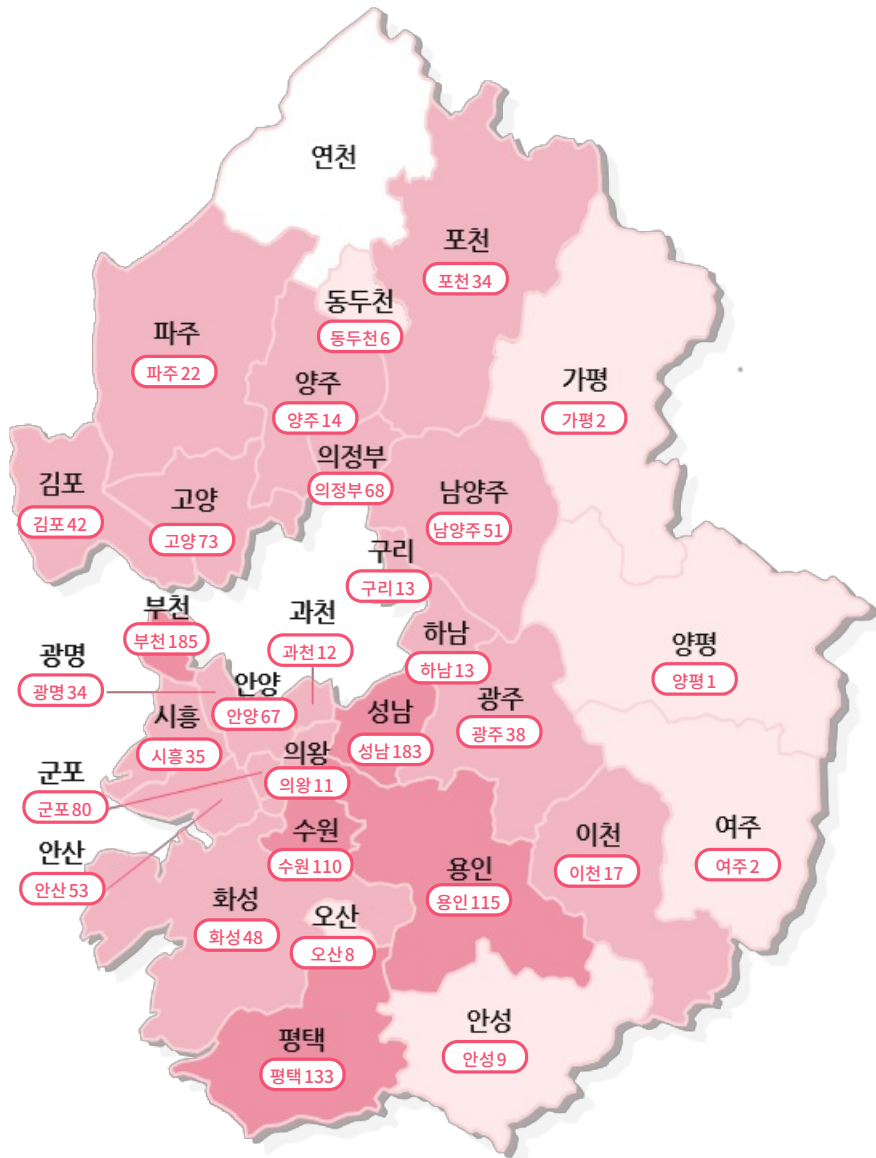 연천
포천
포천 34
동두천
동두천 6
파주
파주 22
양주
양주 14
가평
가평 2
의정부
의정부 68
김포
김포 42
고양
고양 73
남양주
남양주 51
구리
구리 13
부천
부천 185
과천
과천 12
하남
하남 13
양평
양평 1
광명
광명 34
안양
안양 67
시흥
시흥 35
성남
성남 183
광주
광주 38
의왕
의왕 11
군포
군포 80
수원
수원 110
이천
이천 17
여주
여주 2
안산
안산 53
용인
용인 115
화성
화성 48
오산
오산 8
안성
안성 9
평택
평택 133